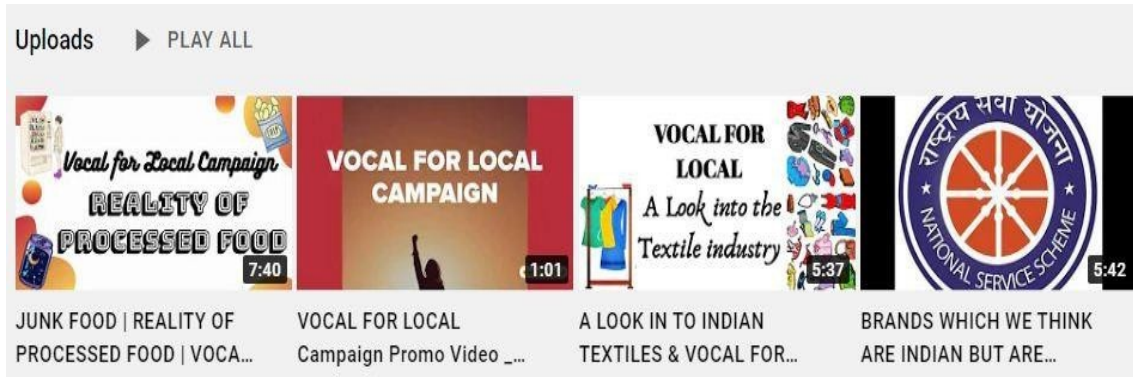 Uploads PLAY ALL
Vocal for Local Campaign
REALITY OF
PROCESSED FOOD
7:40
JUNK FOOD | REALITY OF
PROCESSED FOOD | VOCA...
VOCAL FOR LOCAL
CAMPAIGN
1:01
VOCAL FOR LOCAL
Campaign Promo Video _...
VOCAL FOR
LOCAL
A Look into the
Textile industry
5:37
A LOOK IN TO INDIAN
TEXTILES & VOCAL FOR...
राष्ट्रीय सेवा योजना
NATIONAL SERVICE SCHEME
5:42
BRANDS WHICH WE THINK
ARE INDIAN BUT ARE...